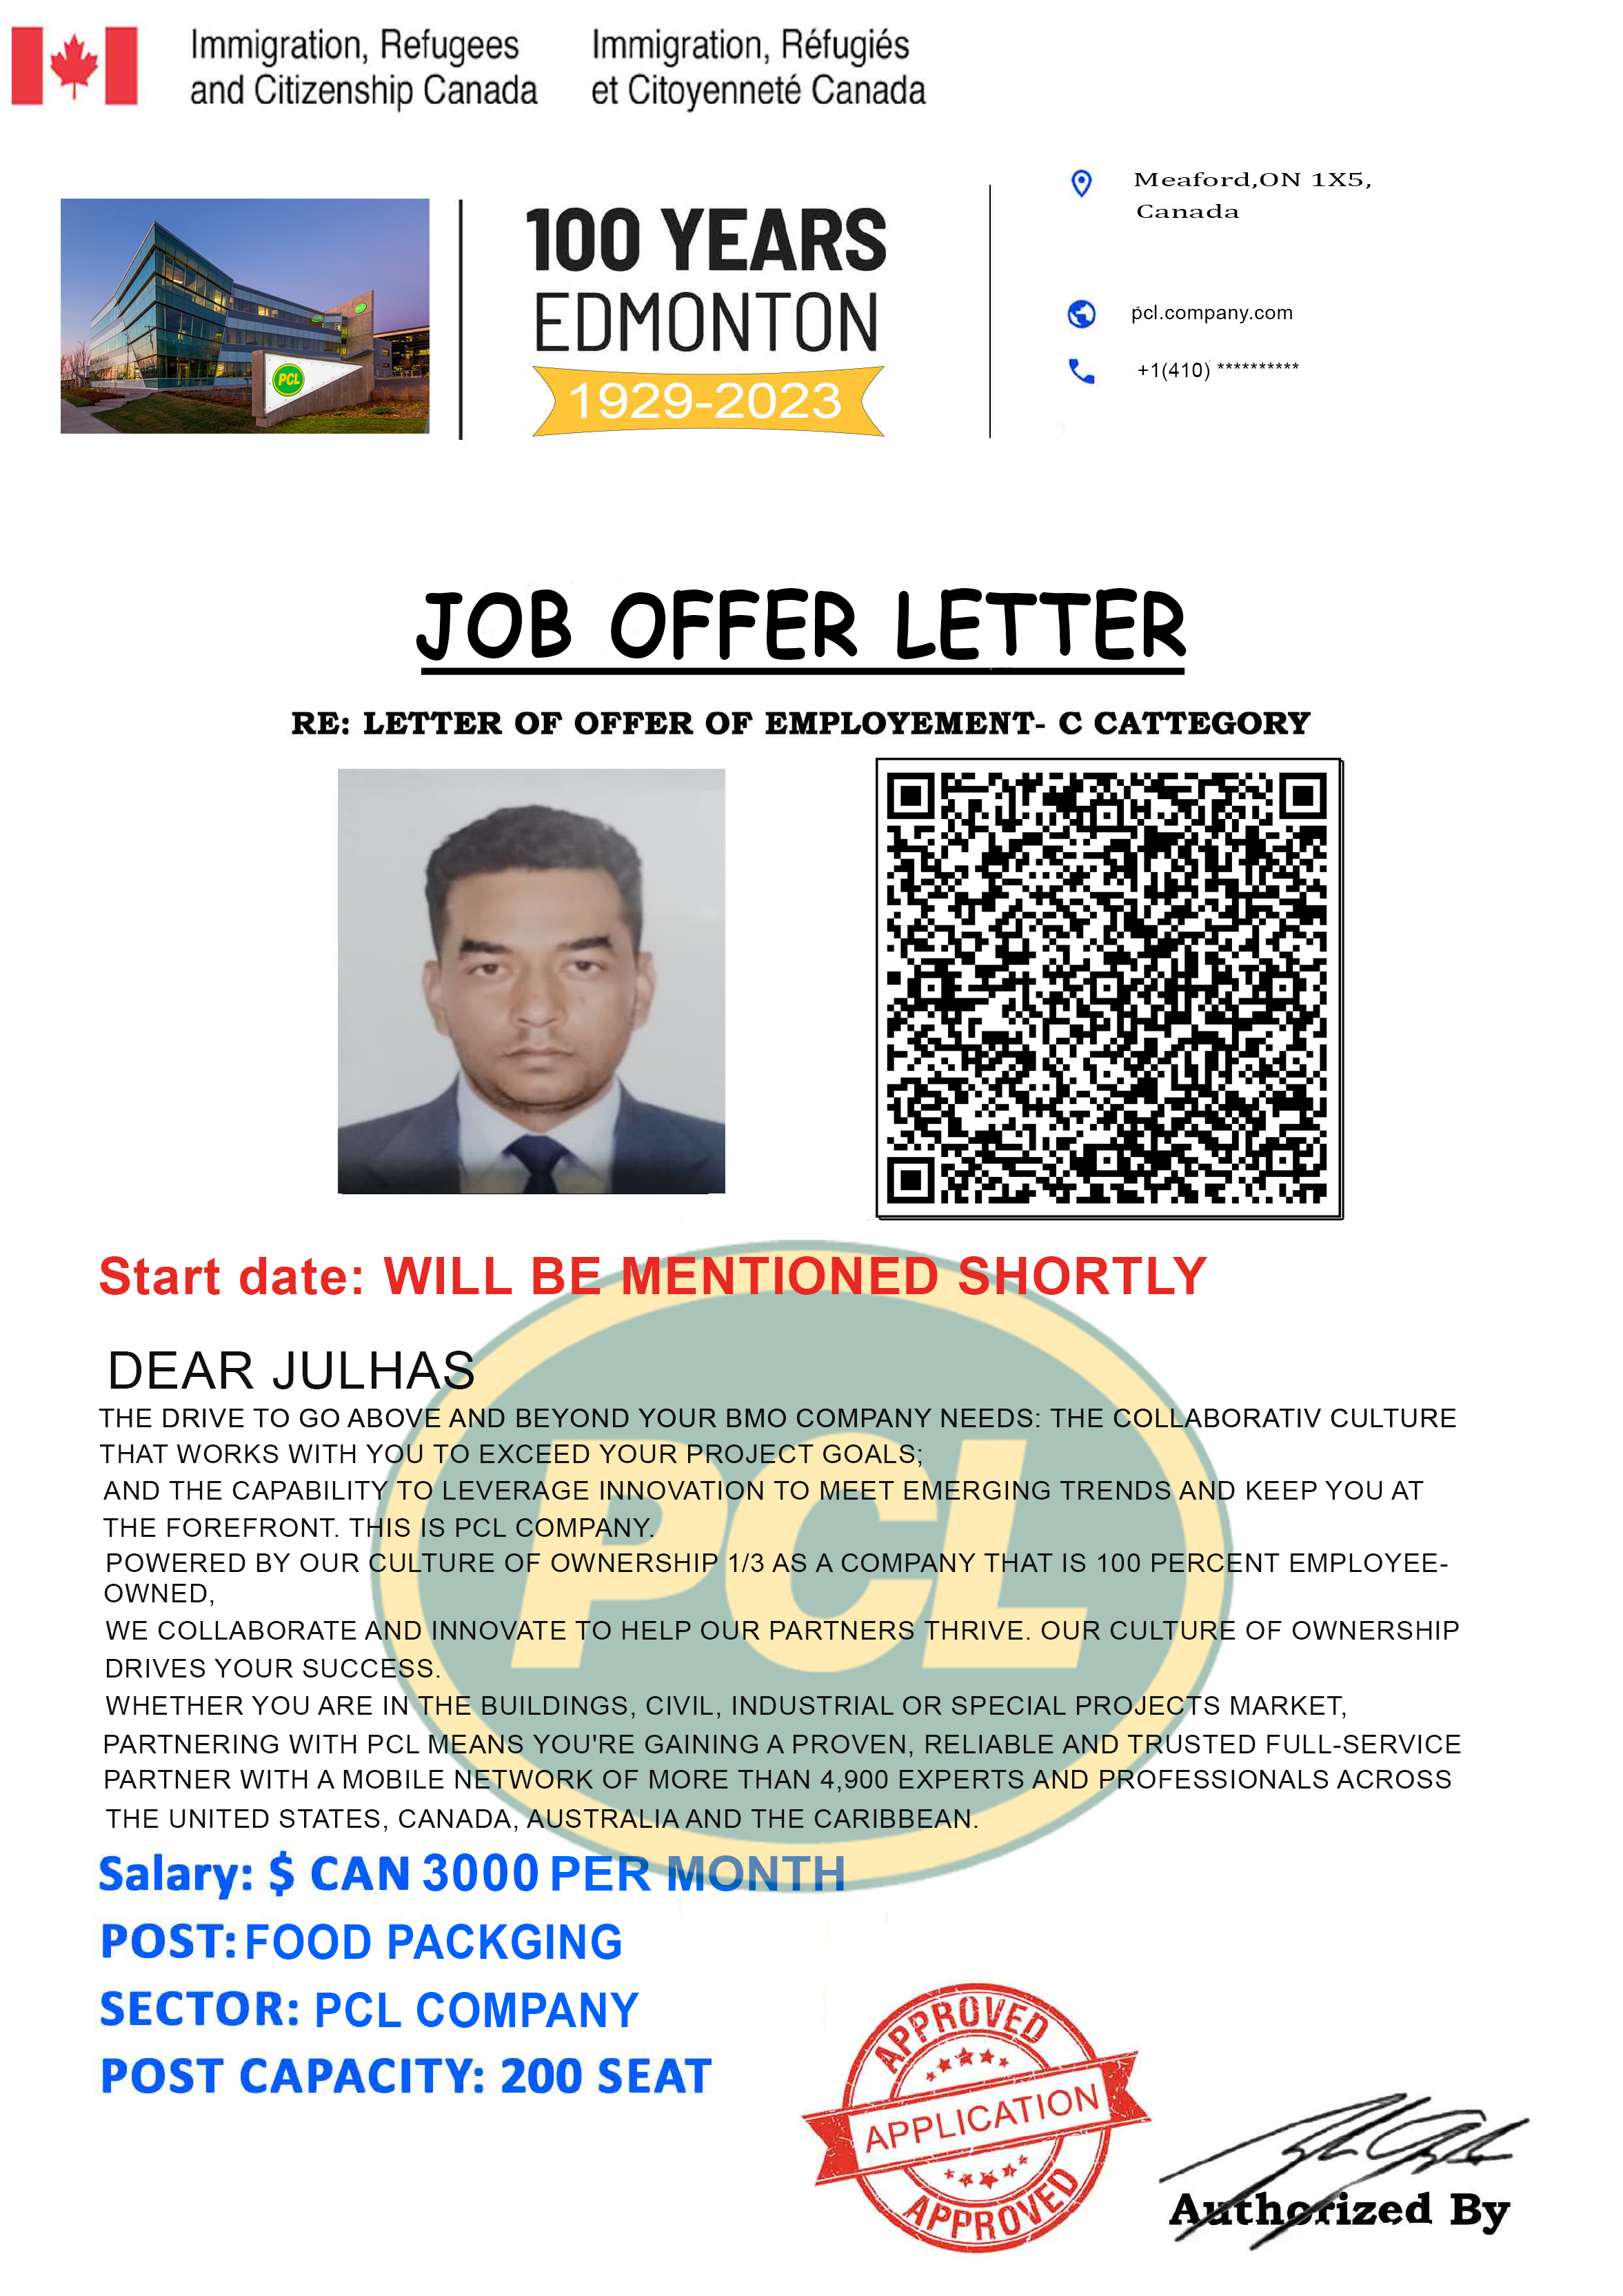 Immigration, Refugees
and Citizenship Canada
Immigration, Réfugiés
et Citoyenneté Canada
PCL
100 YEARS
EDMONTON
1929-2023
Meaford,ON 1X5,
Canada
pcl.company.com
+1(410) **********
JOB OFFER LETTER
RE: LETTER OF OFFER OF EMPLOYEMENT- C CATTEGORY
Start date: WILL BE MENTIONED SHORTLY
DEAR JULHAS
THE DRIVE TO GO ABOVE AND BEYOND YOUR BMO COMPANY NEEDS: THE COLLABORATIV CULTURE
THAT WORKS WITH YOU TO EXCEED YOUR PROJECT GOALS;
AND THE CAPABILITY TO LEVERAGE INNOVATION TO MEET EMERGING TRENDS AND KEEP YOU AT
THE FOREFRONT. THIS IS PCL COMPANY.
POWERED BY OUR CULTURE OF OWNERSHIP 1/3 AS A COMPANY THAT IS 100 PERCENT EMPLOYEE-
OWNED,
WE COLLABORATE AND INNOVATE TO HELP OUR PARTNERS THRIVE. OUR CULTURE OF OWNERSHIP
DRIVES YOUR SUCCESS.
WHETHER YOU ARE IN THE BUILDINGS, CIVIL, INDUSTRIAL OR SPECIAL PROJECTS MARKET,
PARTNERING WITH PCL MEANS YOU'RE GAINING A PROVEN, RELIABLE AND TRUSTED FULL-SERVICE
PARTNER WITH A MOBILE NETWORK OF MORE THAN 4,900 EXPERTS AND PROFESSIONALS ACROSS
THE UNITED STATES, CANADA, AUSTRALIA AND THE CARIBBEAN.
PCL
Salary: $ CAN 3000 PER MONTH
POST: FOOD PACKGING
SECTOR: PCL COMPANY
POST CAPACITY: 200 SEAT
APPROVED
APPLICATION
APPROVED
Authorized By